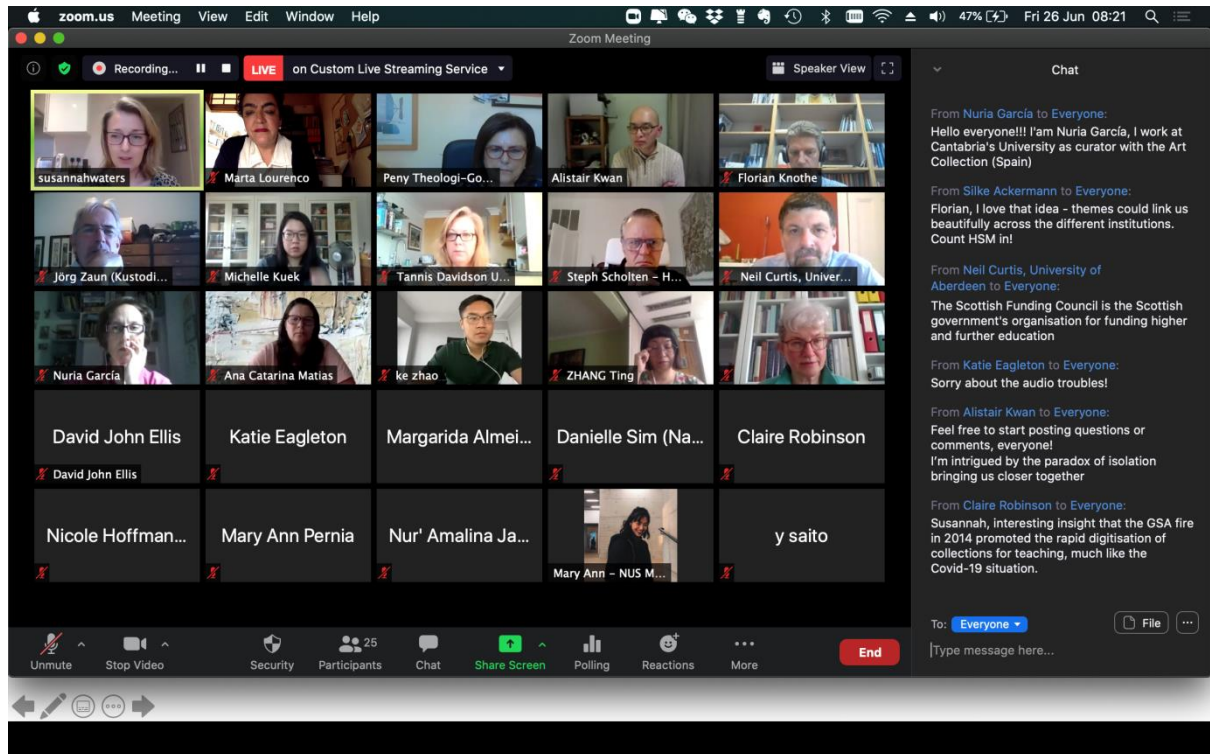 zoom.us Meeting View Edit Window Help
47% Fri 26 Jun 08:21
Zoom Meeting
Recording...
LIVE on Custom Live Streaming Service
Speaker View
susannahwaters
Marta Lourenco
Peny Theologi-Go...
Alistair Kwan
Florian Knothe
Jörg Zaun (Kustodi...
Michelle Kuek
Tannis Davidson U...
Steph Scholten – H...
Neil Curtis, Univer...
Nuria García
Ana Catarina Matias
ke zhao
ZHANG Ting
David John Ellis
David John Ellis
Katie Eagleton
Margarida Almei...
Danielle Sim (Na...
Claire Robinson
Nicole Hoffman...
Mary Ann Pernia
Nur' Amalina Ja...
Mary Ann – NUS M...
y saito
Unmute
Stop Video
Security
25
Participants
Chat
Share Screen
Polling
Reactions
More
End
Chat
From Nuria García to Everyone:
Hello everyone!!! I'am Nuria García, I work at
Cantabria's University as curator with the Art
Collection (Spain)
From Silke Ackermann to Everyone:
Florian, I love that idea - themes could link us
beautifully across the different institutions.
Count HSM in!
From Neil Curtis, University of
Aberdeen to Everyone:
The Scottish Funding Council is the Scottish
government's organisation for funding higher
and further education
From Katie Eagleton to Everyone:
Sorry about the audio troubles!
From Alistair Kwan to Everyone:
Feel free to start posting questions or
comments, everyone!
I'm intrigued by the paradox of isolation
bringing us closer together
From Claire Robinson to Everyone:
Susannah, interesting insight that the GSA fire
in 2014 promoted the rapid digitisation of
collections for teaching, much like the
Covid-19 situation.
To: Everyone
File
Type message here...